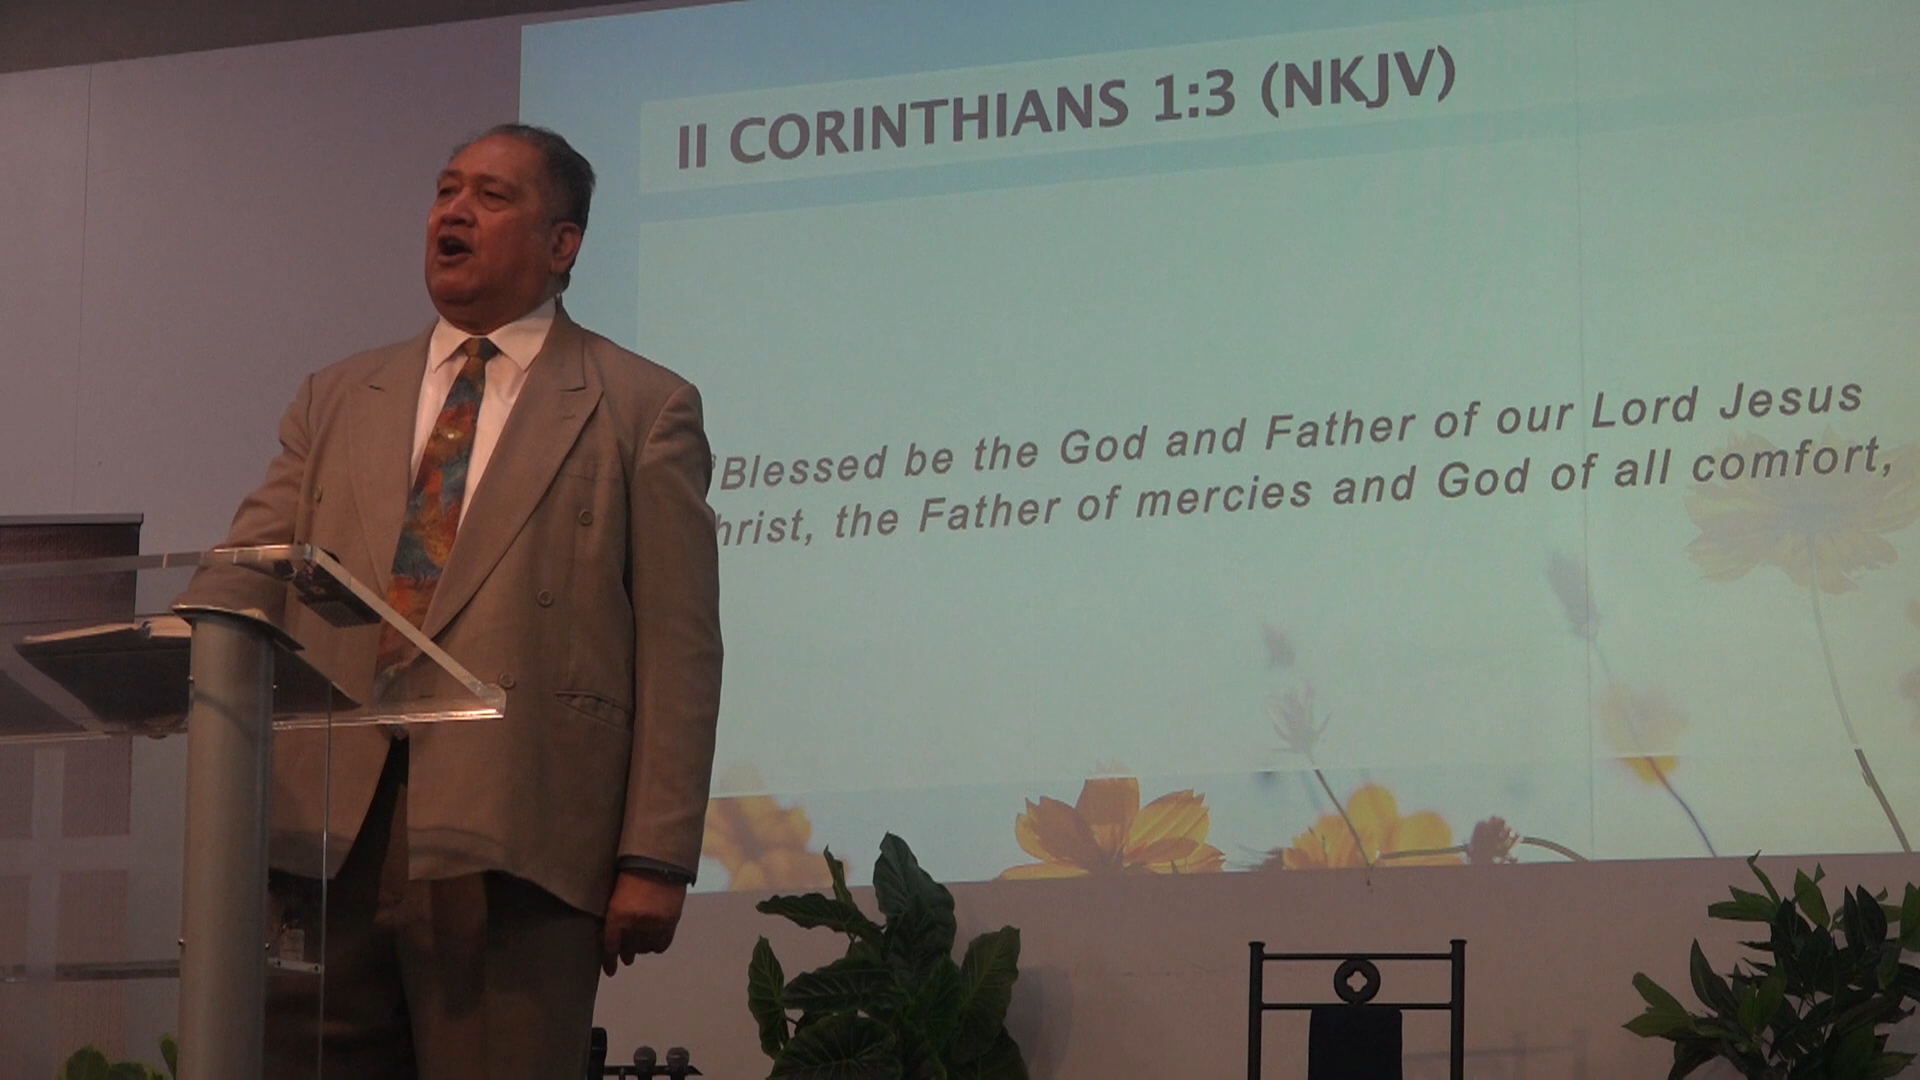 II CORINTHIANS 1:3 (NKJV)
³Blessed be the God and Father of our Lord Jesus
hrist, the Father of mercies and God of all comfort,